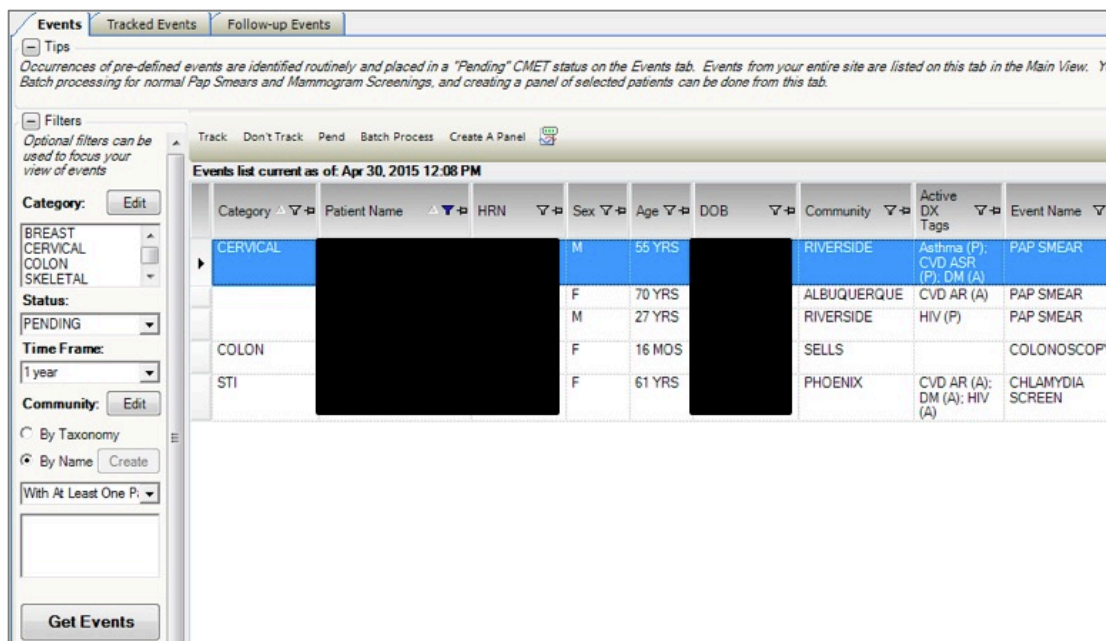 Events Tracked Events Follow-up Events
Tips
Occurrences of pre-defined events are identified routinely and placed in a "Pending" CMET status on the Events tab. Events from your entire site are listed on this tab in the Main View.
Batch processing for normal Pap Smears and Mammogram Screenings, and creating a panel of selected patients can be done from this tab.
Filters
Optional filters can be
used to focus your
view of events
Category: Edit
BREAST
CERVICAL
COLON
SKELETAL
Status:
PENDING
Time Frame:
1 year
Community: Edit
By Taxonomy
By Name Create
With At Least One P
Get Events
Track Don't Track Pend Batch Process Create A Panel
Events list current as of: Apr 30, 2015 12:08 PM
Category Patient Name HRN Sex Age DOB Community Active DX Tags Event Name
CERVICAL M 55 YRS RIVERSIDE Asthma (P); CVD ASR (P); DM (A) PAP SMEAR
F 70 YRS ALBUQUERQUE CVD AR (A) PAP SMEAR
M 27 YRS RIVERSIDE HIV (P) PAP SMEAR
COLON F 16 MOS SELLS COLONOSCOP
STI F 61 YRS PHOENIX CVD AR (A); DM (A); HIV (A) CHLAMYDIA SCREEN